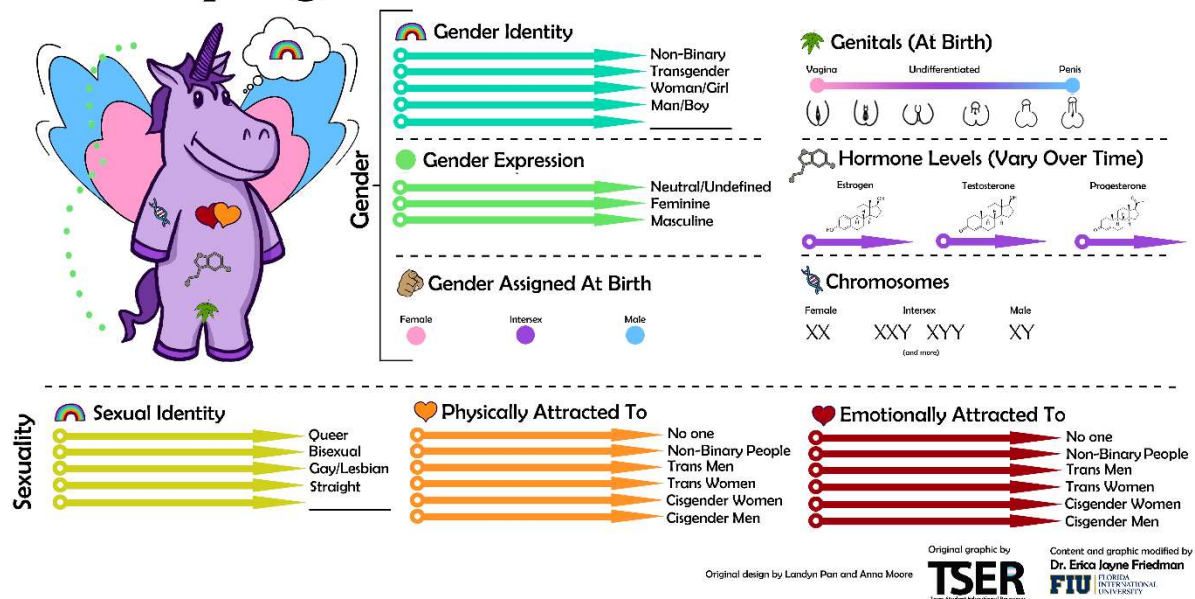 Gender
Gender Identity
Non-Binary
Transgender
Woman/Girl
Man/Boy
Gender Expression
Neutral/Undefined
Feminine
Masculine
Gender Assigned At Birth
Female
Intersex
Male
Genitals (At Birth)
Vagina
Undifferentiated
Penis
Hormone Levels (Vary Over Time)
Estrogen
Testosterone
Progesterone
Chromosomes
Female
Intersex
Male
XX
XXY XYY
XY
(and more)
Sexuality
Sexual Identity
Queer
Bisexual
Gay/Lesbian
Straight
Physically Attracted To
No one
Non-Binary People
Trans Men
Trans Women
Cisgender Women
Cisgender Men
Emotionally Attracted To
No one
Non-Binary People
Trans Men
Trans Women
Cisgender Women
Cisgender Men
Original design by Landyn Pan and Anna Moore
Original graphic by
TSER
Content and graphic modified by
Dr. Erica Jayne Friedman
FIU
FLORIDA
INTERNATIONAL
UNIVERSITY